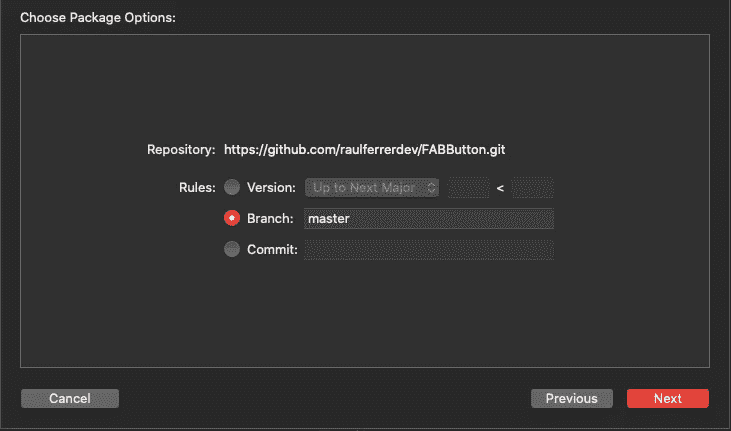 Choose Package Options:
Repository: https://github.com/raulferrerdev/FABButton.git
Rules: Version: Up to Next Major <
Branch: master
Commit:
Cancel Previous Next